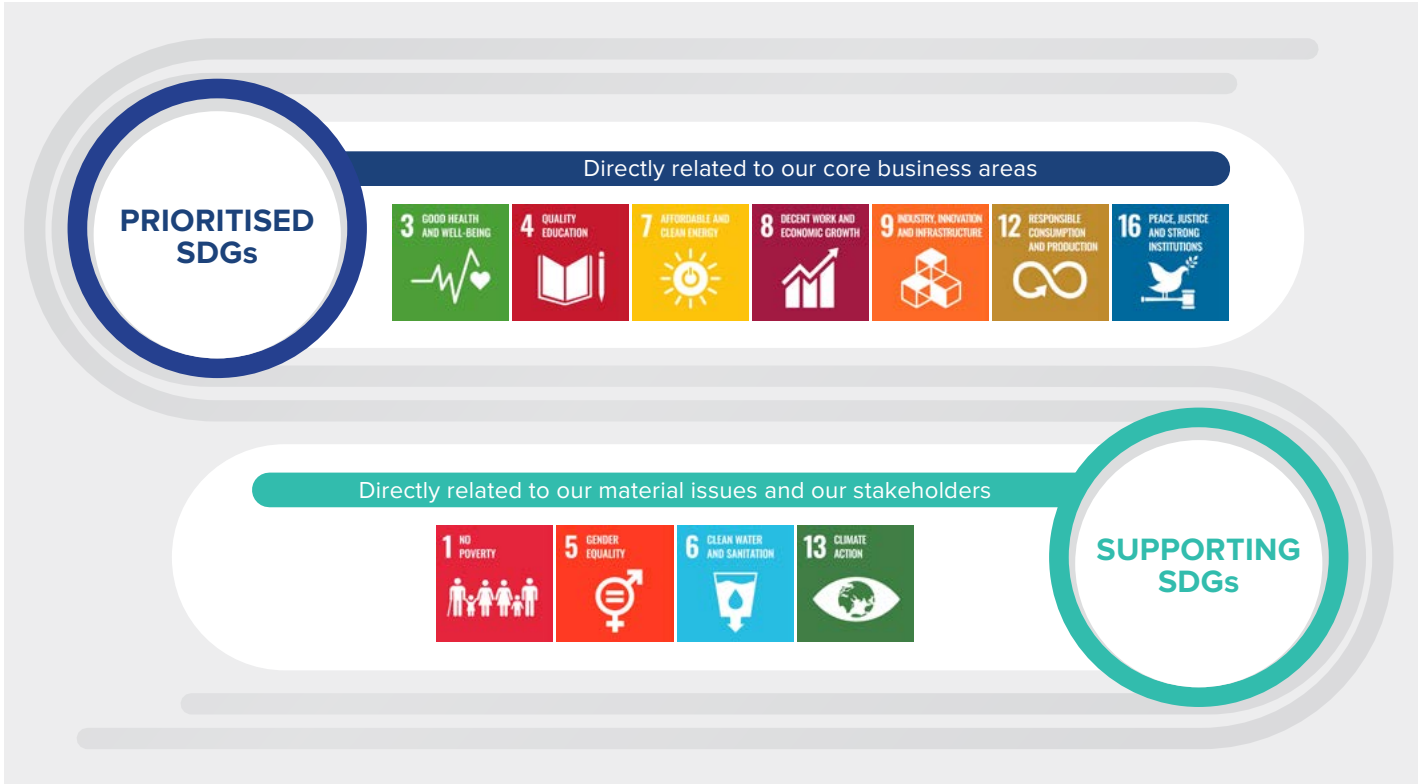 PRIORITISED
SDGs
Directly related to our core business areas
3 GOOD HEALTH
AND WELL-BEING
4 QUALITY
EDUCATION
7 AFFORDABLE AND
CLEAN ENERGY
8 DECENT WORK AND
ECONOMIC GROWTH
9 INDUSTRY, INNOVATION
AND INFRASTRUCTURE
12 RESPONSIBLE
CONSUMPTION
AND PRODUCTION
16 PEACE, JUSTICE
AND STRONG
INSTITUTIONS
Directly related to our material issues and our stakeholders
1 NO
POVERTY
5 GENDER
EQUALITY
6 CLEAN WATER
AND SANITATION
13 CLIMATE
ACTION
SUPPORTING
SDGs